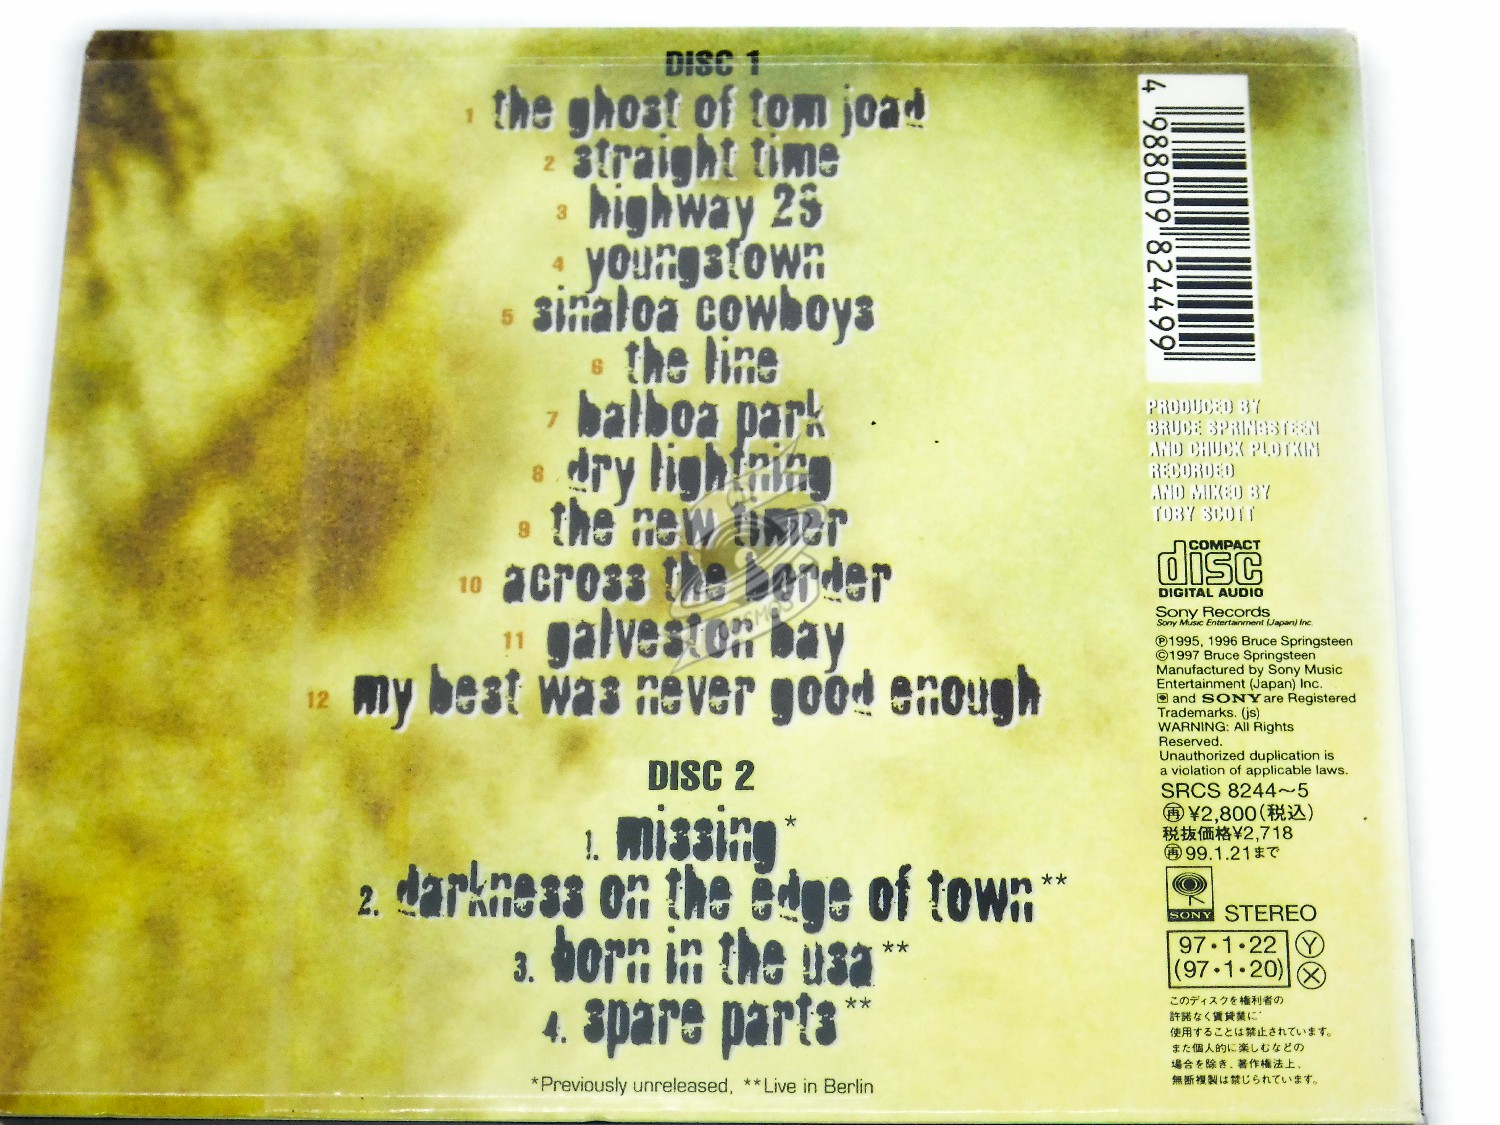 DISC 1
1 the ghost of tom joad
2 straight time
3 highway 29
4 youngstown
5 sinaloa cowboys
6 the line
7 balboa park
8 dry lightning
9 the new timer
10 across the border
11 galveston bay
12 my best was never good enough
DISC 2
1. missing*
2. darkness on the edge of town**
3. born in the usa**
4. spare parts**
*Previously unreleased, **Live in Berlin
4 988009 824499
PRODUCED BY
BRUCE SPRINGSTEEN
AND CHUCK PLOTKIN
RECORDED
AND MIXED BY
TOBY SCOTT
COMPACT
disc
DIGITAL AUDIO
Sony Records
Sony Music Entertainment (Japan) Inc.
Ⓟ1995, 1996 Bruce Springsteen
©1997 Bruce Springsteen
Manufactured by Sony Music
Entertainment (Japan) Inc.
and SONY are Registered
Trademarks. (js)
WARNING: All Rights
Reserved.
Unauthorized duplication is
a violation of applicable laws.
SRCS 8244〜5
再¥2,800(税込)
税抜価格¥2,718
再99.1.21まで
SONY STEREO
97・1・22 Ⓨ
(97・1・20) Ⓧ
このディスクを権利者の
許諾なく賃貸業に
使用することは禁止されています。
また個人的に楽しむなどの
場合を除き、著作権法上、
無断複製は禁じられています。
COSMOS